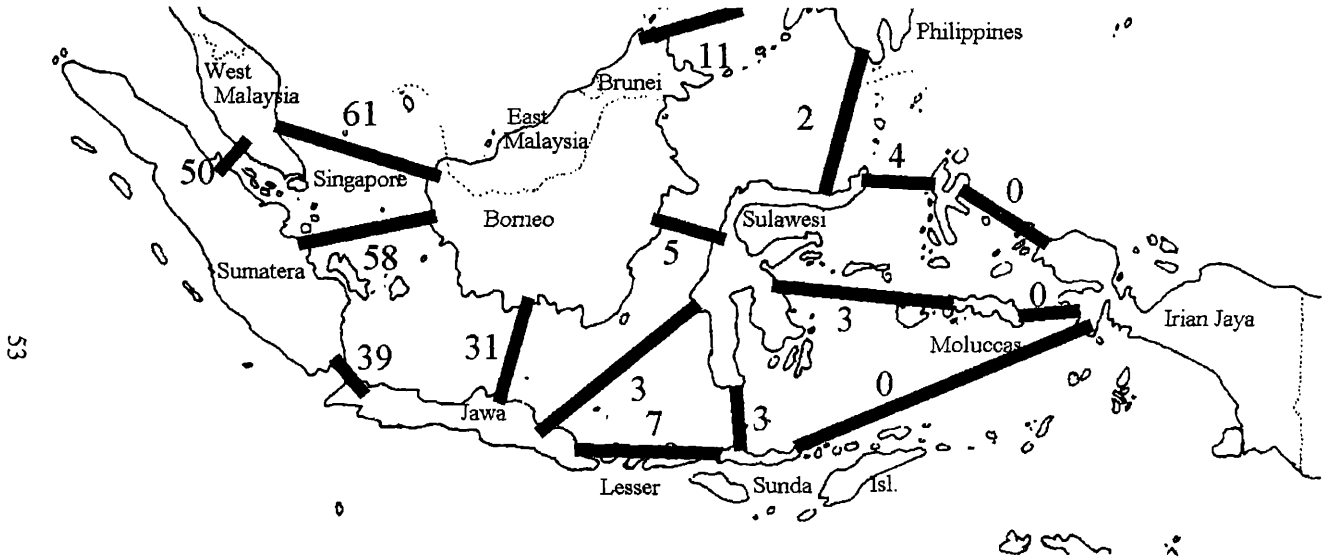 Philippines
11
West
Malaysia
Brunei
61
East
Malaysia
2
4
50
Singapore
0
Borneo
Sulawesi
5
58
Sumatera
0
3
Irian Jaya
Moluccas
53
39
31
3
0
Jawa
7
3
Lesser
Sunda
Isl.